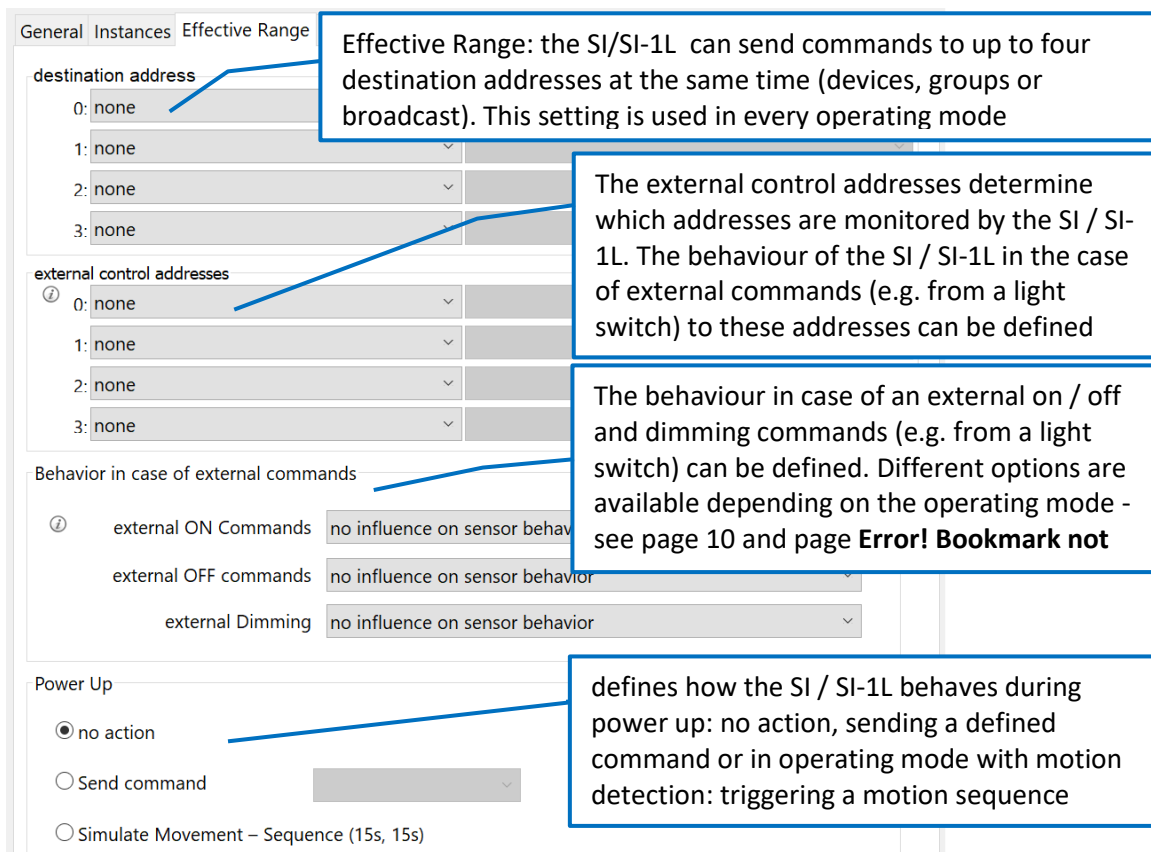 General Instances Effective Range
Effective Range: the SI/SI-1L can send commands to up to four
destination addresses at the same time (devices, groups or
broadcast). This setting is used in every operating mode
destination address
0: none
1: none
2: none
3: none
The external control addresses determine
which addresses are monitored by the SI / SI-
1L. The behaviour of the SI / SI-1L in the case
of external commands (e.g. from a light
switch) to these addresses can be defined
external control addresses
0: none
1: none
2: none
3: none
The behaviour in case of an external on / off
and dimming commands (e.g. from a light
switch) can be defined. Different options are
available depending on the operating mode -
see page 10 and page Error! Bookmark not
Behavior in case of external commands
external ON Commands no influence on sensor behav
external OFF commands no influence on sensor behavior
external Dimming no influence on sensor behavior
defines how the SI / SI-1L behaves during
power up: no action, sending a defined
command or in operating mode with motion
detection: triggering a motion sequence
Power Up
no action
Send command
Simulate Movement – Sequence (15s, 15s)